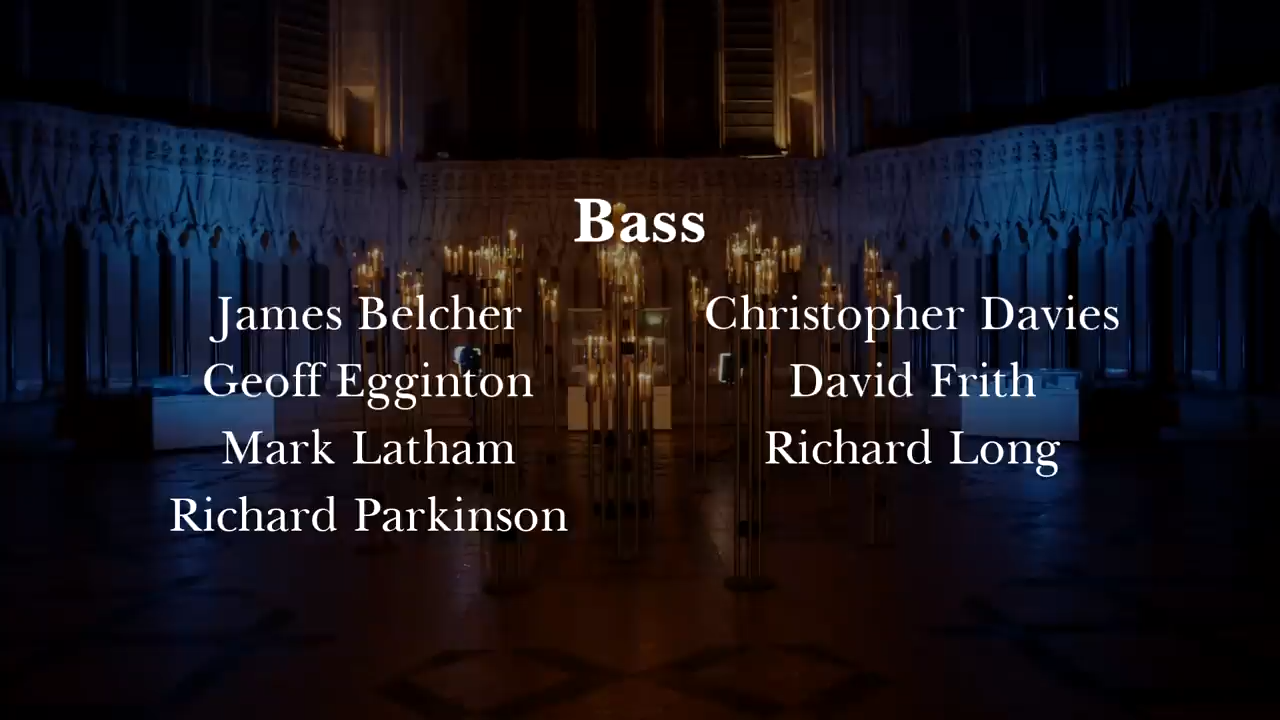 Bass
James Belcher
Christopher Davies
Geoff Egginton
David Frith
Mark Latham
Richard Long
Richard Parkinson